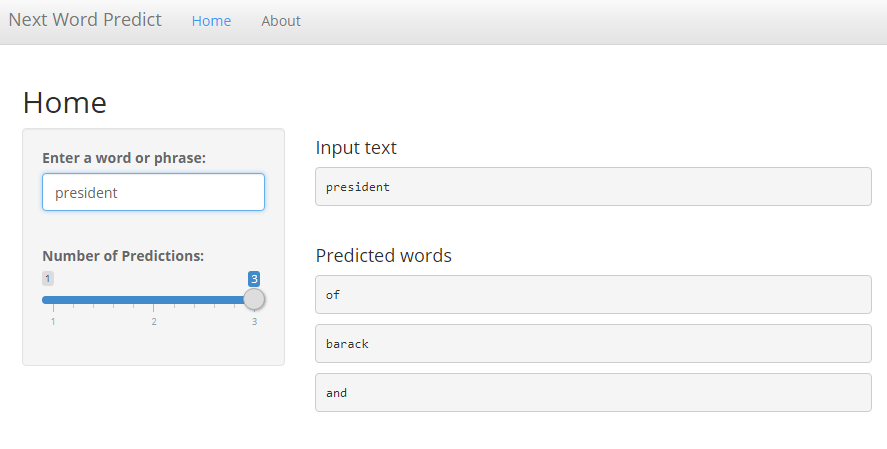 Next Word Predict Home About
Home
Enter a word or phrase:
president
Number of Predictions:
1 3
1 2 3
Input text
president
Predicted words
of
barack
and